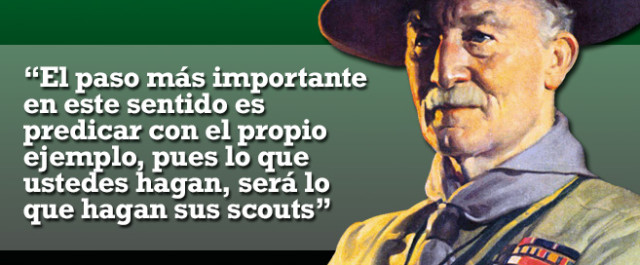 “El paso más importante
en este sentido es
predicar con el propio
ejemplo, pues lo que
ustedes hagan, será lo
que hagan sus scouts”